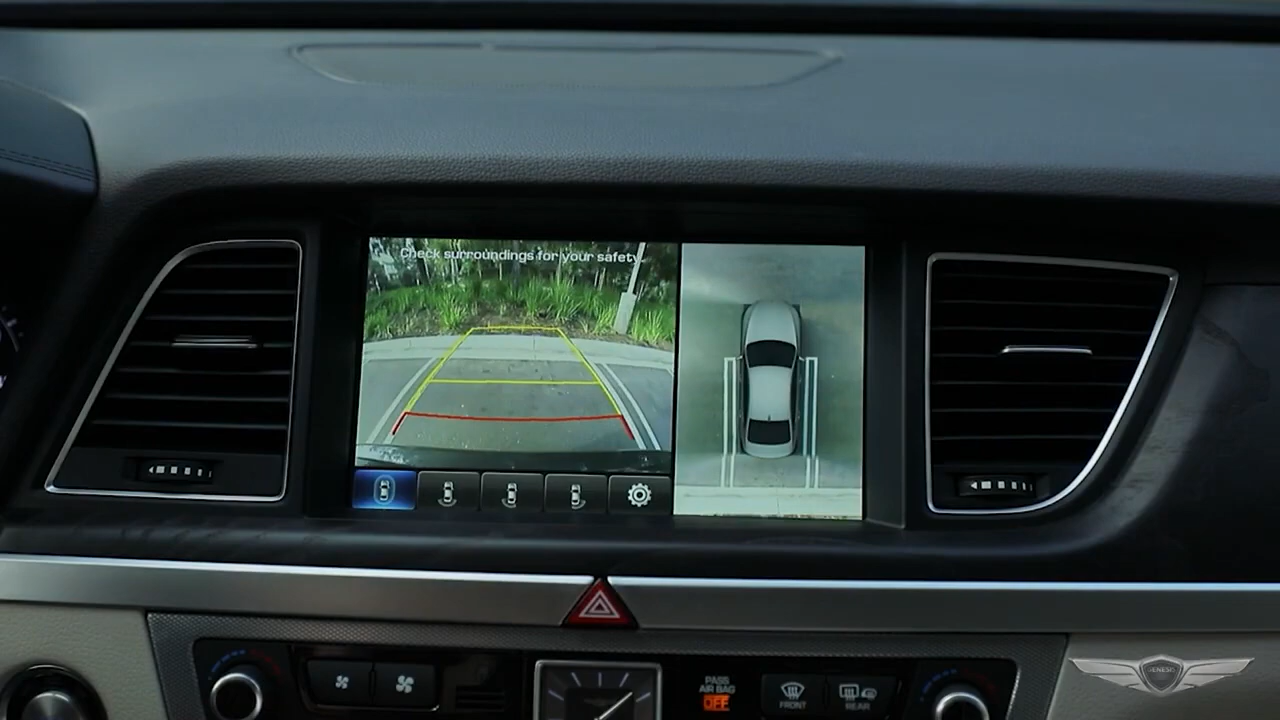 Check surroundings for your safety
PASS
AIR BAG
OFF
FRONT
REAR
GENESIS